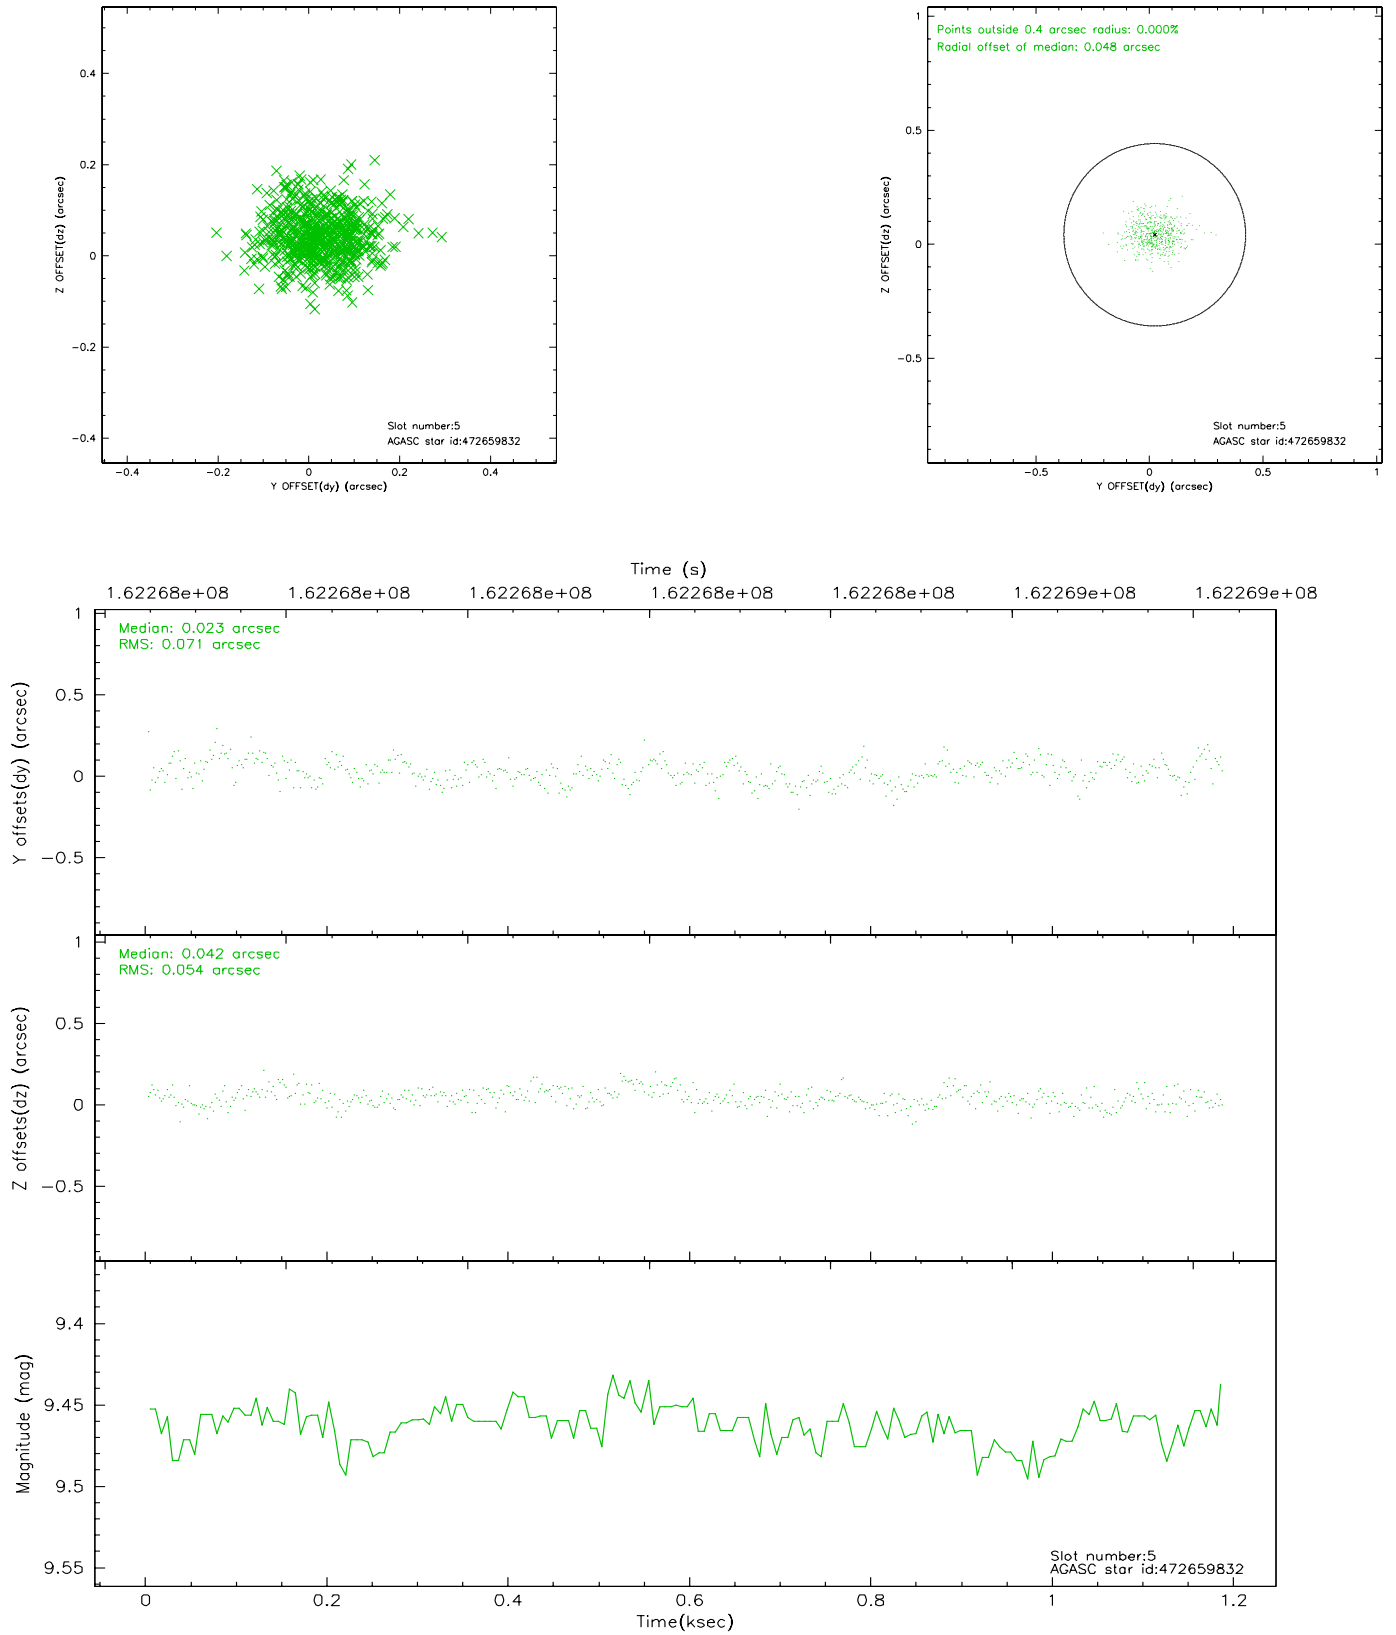 0.4
0.2
0
−0.2
−0.4
Z OFFSET(dz) (arcsec)
Slot number:5
AGASC star id:472659832
−0.4 −0.2 0 0.2 0.4
Y OFFSET(dy) (arcsec)
1
0.5
0
−0.5
Z OFFSET(dz) (arcsec)
Points outside 0.4 arcsec radius: 0.000%
Radial offset of median: 0.048 arcsec
Slot number:5
AGASC star id:472659832
−0.5 0 0.5 1
Y OFFSET(dy) (arcsec)
Time (s)
1.62268e+08 1.62268e+08 1.62268e+08 1.62268e+08 1.62268e+08 1.62269e+08 1.62269e+08
1
0.5
0
−0.5
Y offsets(dy) (arcsec)
Median: 0.023 arcsec
RMS: 0.071 arcsec
1
0.5
0
−0.5
Z offsets(dz) (arcsec)
Median: 0.042 arcsec
RMS: 0.054 arcsec
9.4
9.45
9.5
9.55
Magnitude (mag)
Slot number:5
AGASC star id:472659832
0 0.2 0.4 0.6 0.8 1 1.2
Time(ksec)